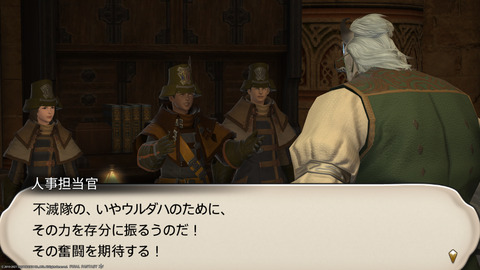 人事担当官
不滅隊の、いやウルダハのために、
その力を存分に振るうのだ！
その奮闘を期待する！